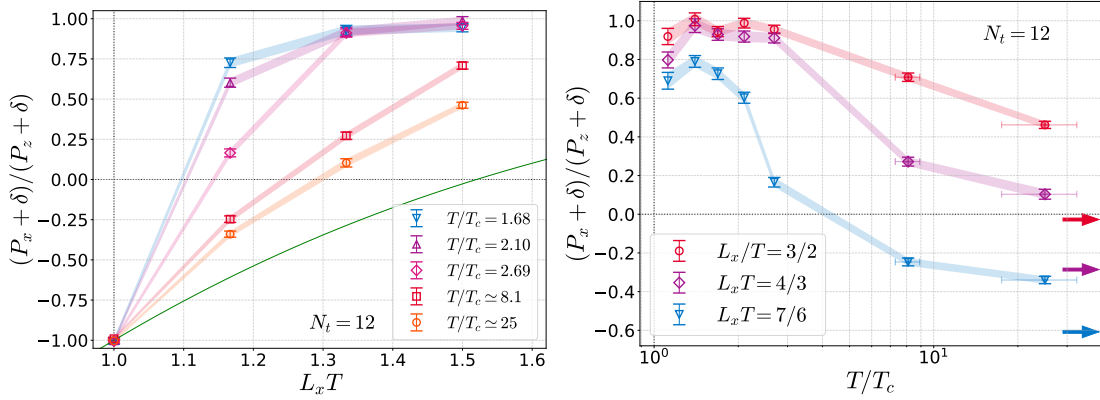 (P_x + δ)/(P_z + δ)
1.00
0.75
0.50
0.25
0.00
−0.25
−0.50
−0.75
−1.00
T/T_c = 1.68
T/T_c = 2.10
T/T_c = 2.69
T/T_c ≃ 8.1
T/T_c ≃ 25
N_t = 12
1.0 1.1 1.2 1.3 1.4 1.5 1.6
L_xT
(P_x + δ)/(P_z + δ)
1.0
0.8
0.6
0.4
0.2
0.0
−0.2
−0.4
−0.6
N_t = 12
L_x/T = 3/2
L_xT = 4/3
L_xT = 7/6
10^0 10^1
T/T_c